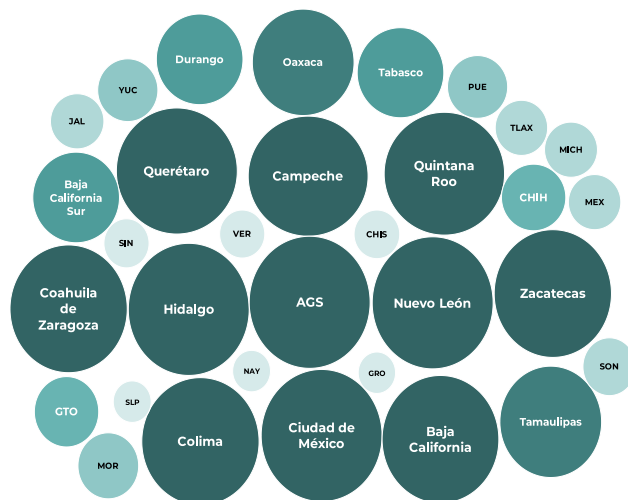 Durango
Oaxaca
Tabasco
YUC
PUE
JAL
TLAX
MICH
Querétaro
Campeche
Quintana
Roo
Baja
California
Sur
CHIH
MEX
SIN
VER
CHIS
Coahuila
de
Zaragoza
Hidalgo
AGS
Nuevo León
Zacatecas
NAY
GRO
SON
SLP
GTO
Colima
Ciudad de
México
Baja
California
Tamaulipas
MOR